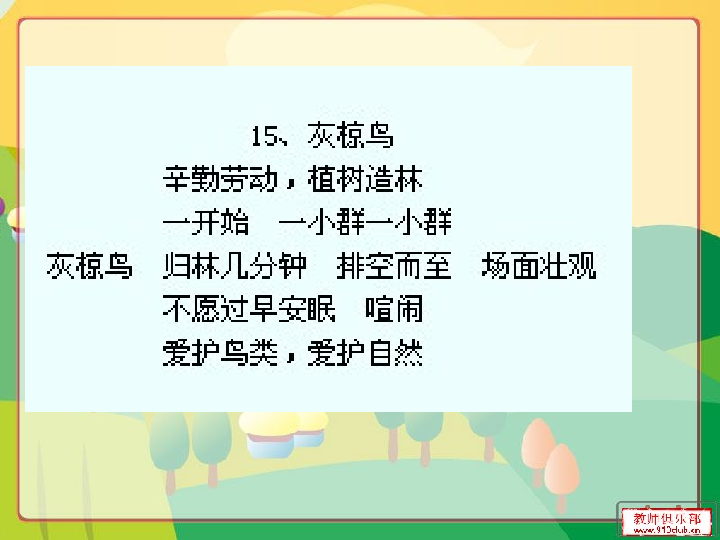 15、灰椋鸟
辛勤劳动，植树造林
一开始 一小群一小群
灰椋鸟 归林几分钟 排空而至 场面壮观
不愿过早安眠 喧闹
爱护鸟类，爱护自然
教师俱乐部
www.910club.cn